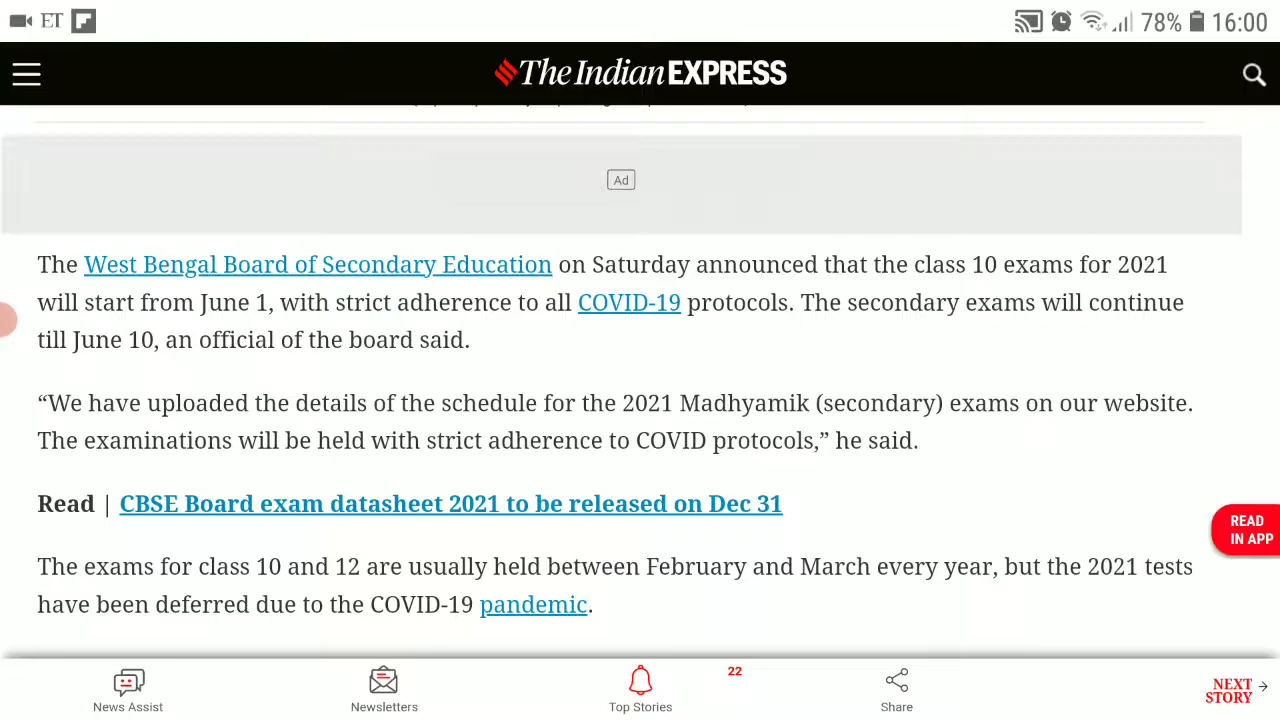 ET
78% 16:00
The Indian EXPRESS
Ad
The West Bengal Board of Secondary Education on Saturday announced that the class 10 exams for 2021
will start from June 1, with strict adherence to all COVID-19 protocols. The secondary exams will continue
till June 10, an official of the board said.
“We have uploaded the details of the schedule for the 2021 Madhyamik (secondary) exams on our website.
The examinations will be held with strict adherence to COVID protocols,” he said.
Read | CBSE Board exam datasheet 2021 to be released on Dec 31
READ
IN APP
The exams for class 10 and 12 are usually held between February and March every year, but the 2021 tests
have been deferred due to the COVID-19 pandemic.
22
News Assist
Newsletters
Top Stories
Share
NEXT
STORY